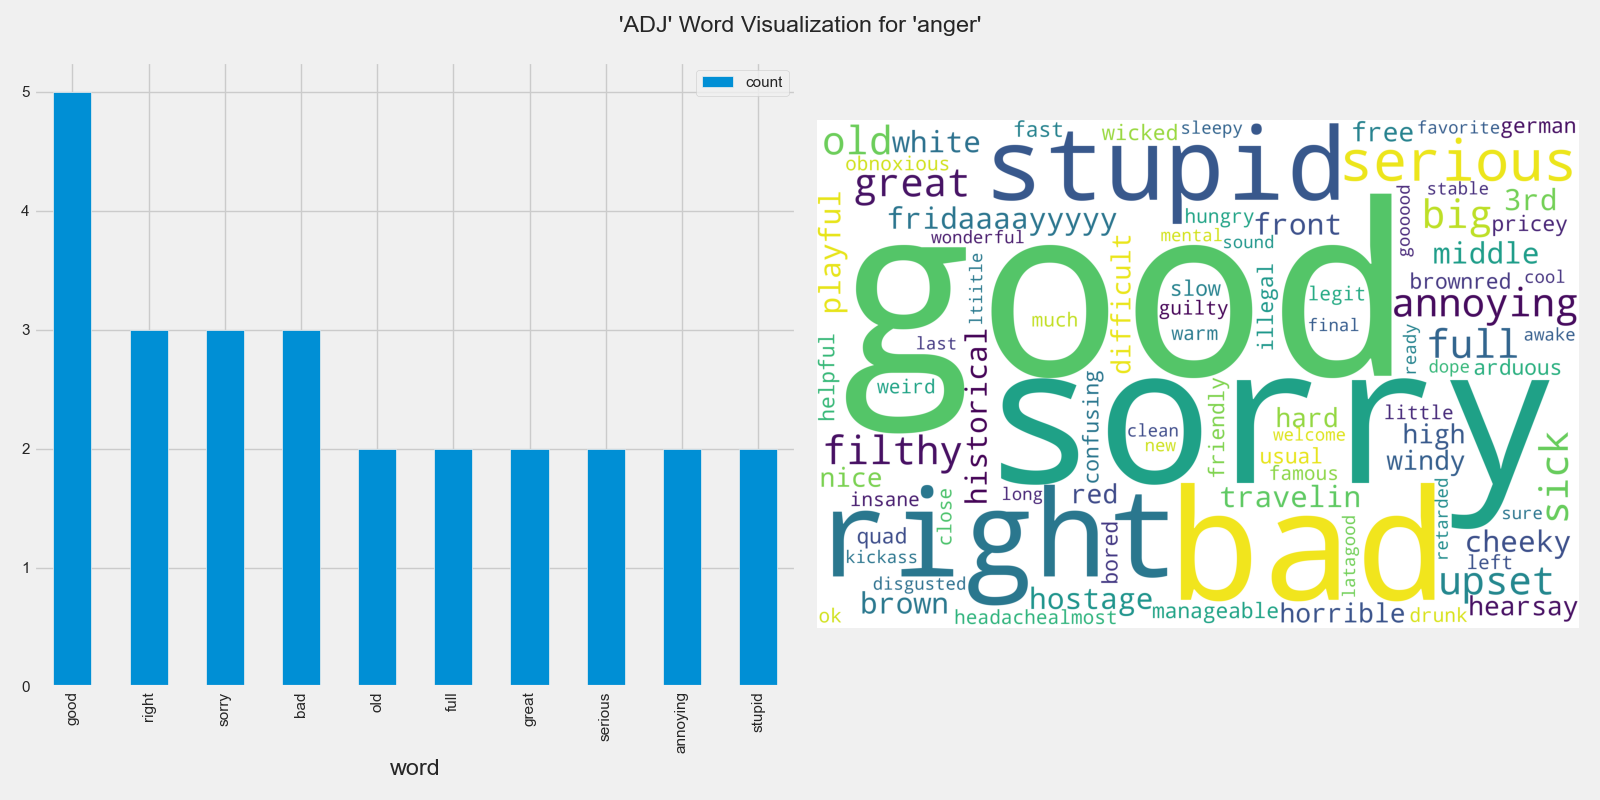 'ADJ' Word Visualization for 'anger'
count
5
4
3
2
1
0
good
right
sorry
bad
old
full
great
serious
annoying
stupid
word
old
white
fast
wicked
sleepy
free
favorite
german
obnoxious
great
stupid
serious
playful
fridaaaayyyyy
hungry
front
goooood
stable
big
3rd
pricey
wonderful
mental
sound
middle
good
ltiitle
difficult
slow
guilty
warm
much
illegal
legit
final
brownred
cool
annoying
last
historical
ready
full
awake
helpful
weird
dope
arduous
sorry
confusing
clean
new
friendly
hard
welcome
usual
famous
little
high
windy
filthy
sick
nice
insane
close
long
red
travelin
retarded
sure
right
bad
quad
kickass
disgusted
bored
latagood
cheeky
left
upset
brown
hostage
ok
headachealmost
manageable
horrible
drunk
hearsay